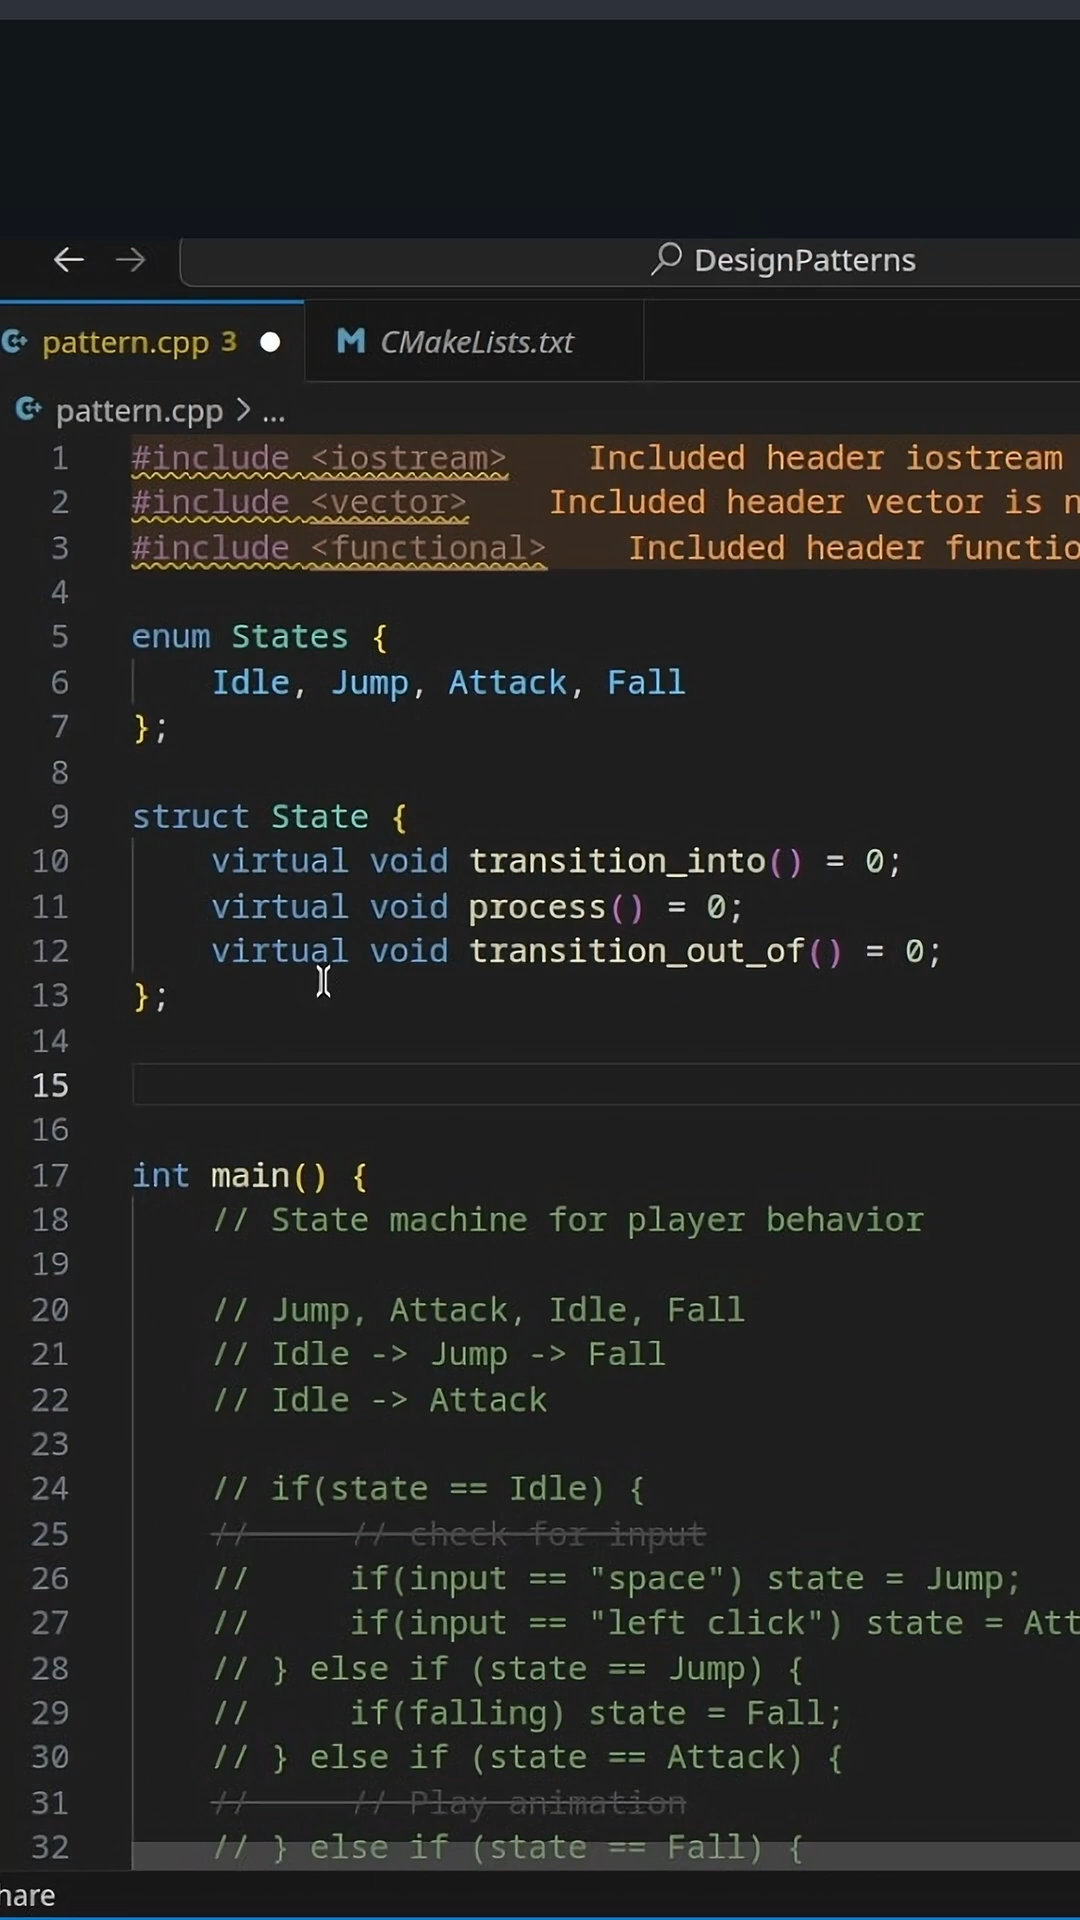 DesignPatterns
pattern.cpp 3
CMakeLists.txt
pattern.cpp > ...
1 #include <iostream> Included header iostream
2 #include <vector> Included header vector is
3 #include <functional> Included header
4
5 enum States {
6 Idle, Jump, Attack, Fall
7 };
8
9 struct State {
10 virtual void transition_into() = 0;
11 virtual void process() = 0;
12 virtual void transition_out_of() = 0;
13 };
14
15
16
17 int main() {
18 // State machine for player behavior
19
20 // Jump, Attack, Idle, Fall
21 // Idle -> Jump -> Fall
22 // Idle -> Attack
23
24 // if(state == Idle) {
25 // // check for input
26 // if(input == "space") state = Jump;
27 // if(input == "left click") state = Att
28 // } else if (state == Jump) {
29 // if(falling) state = Fall;
30 // } else if (state == Attack) {
31 // // Play animation
32 // } else if (state == Fall) {
hare